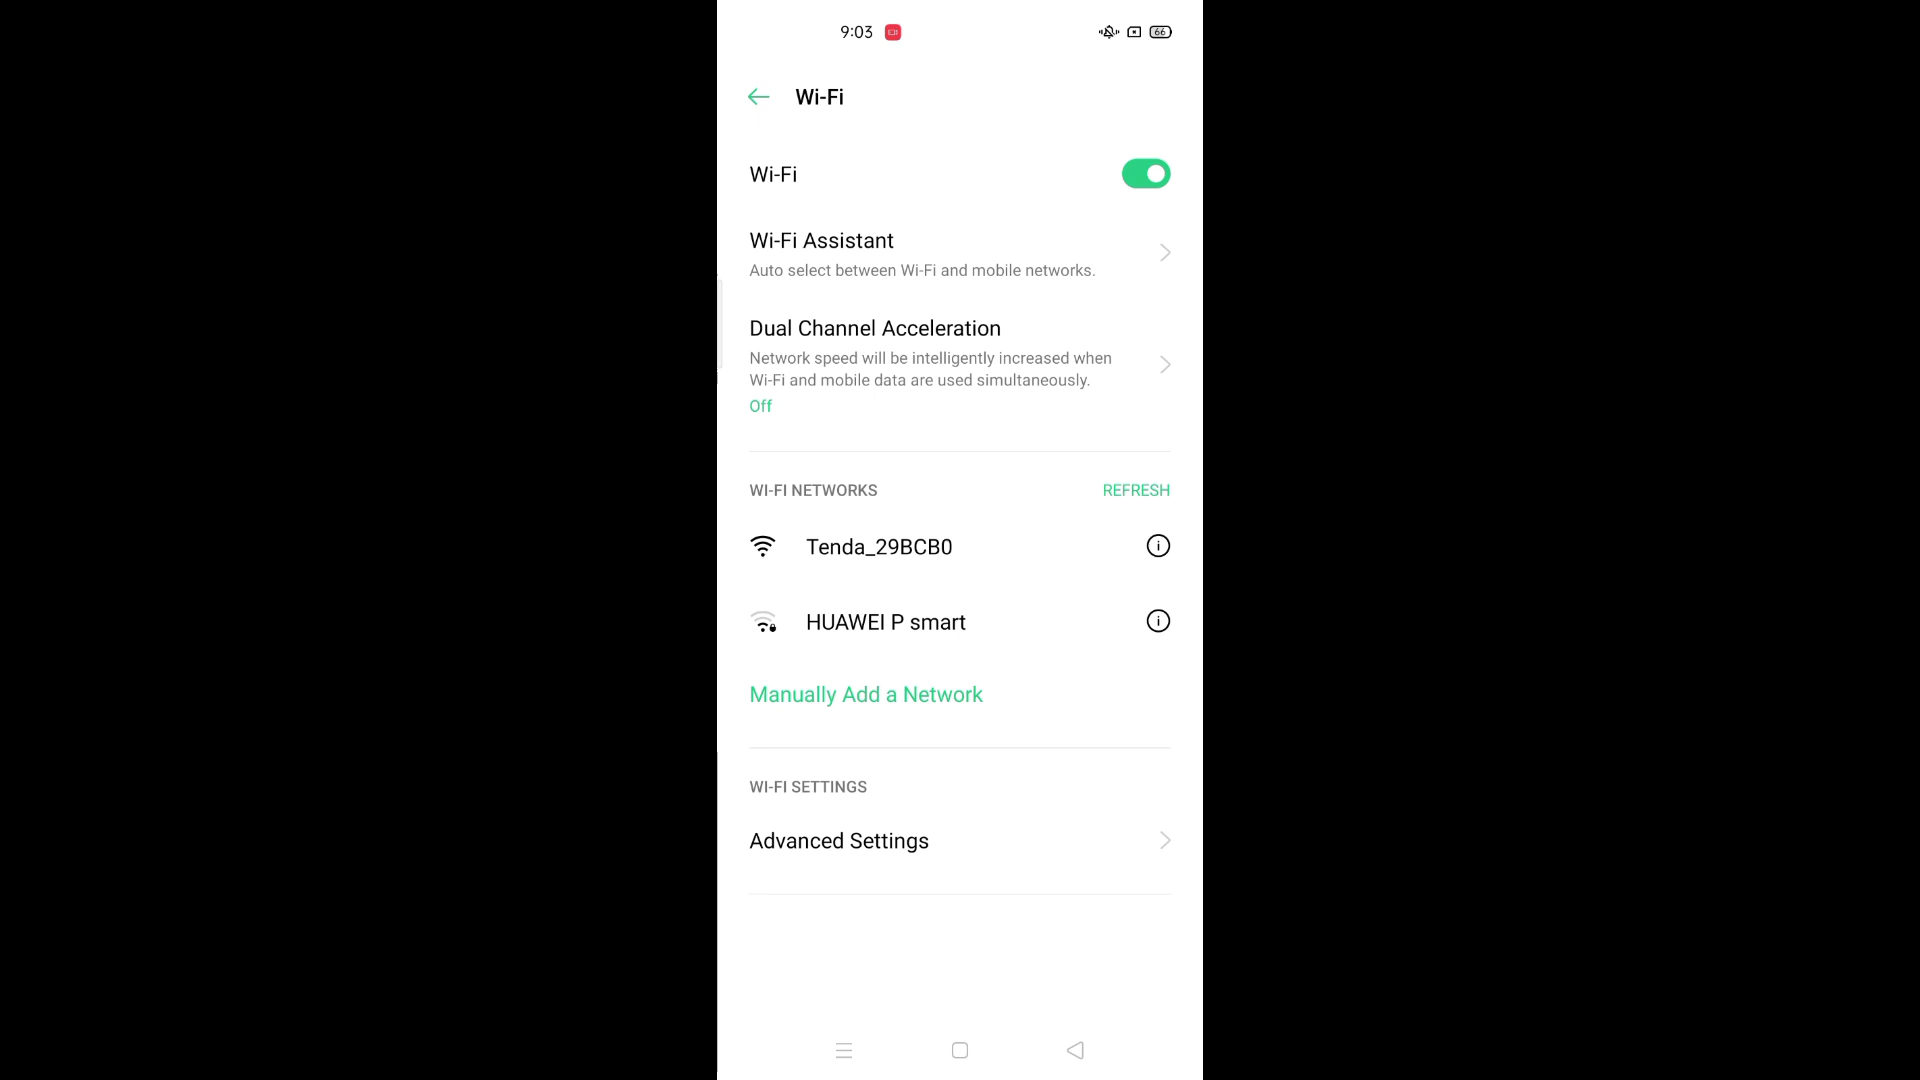 9:03
66
Wi-Fi
Wi-Fi
Wi-Fi Assistant
Auto select between Wi-Fi and mobile networks.
Dual Channel Acceleration
Network speed will be intelligently increased when
Wi-Fi and mobile data are used simultaneously.
Off
WI-FI NETWORKS
REFRESH
Tenda_29BCB0
HUAWEI P smart
Manually Add a Network
WI-FI SETTINGS
Advanced Settings